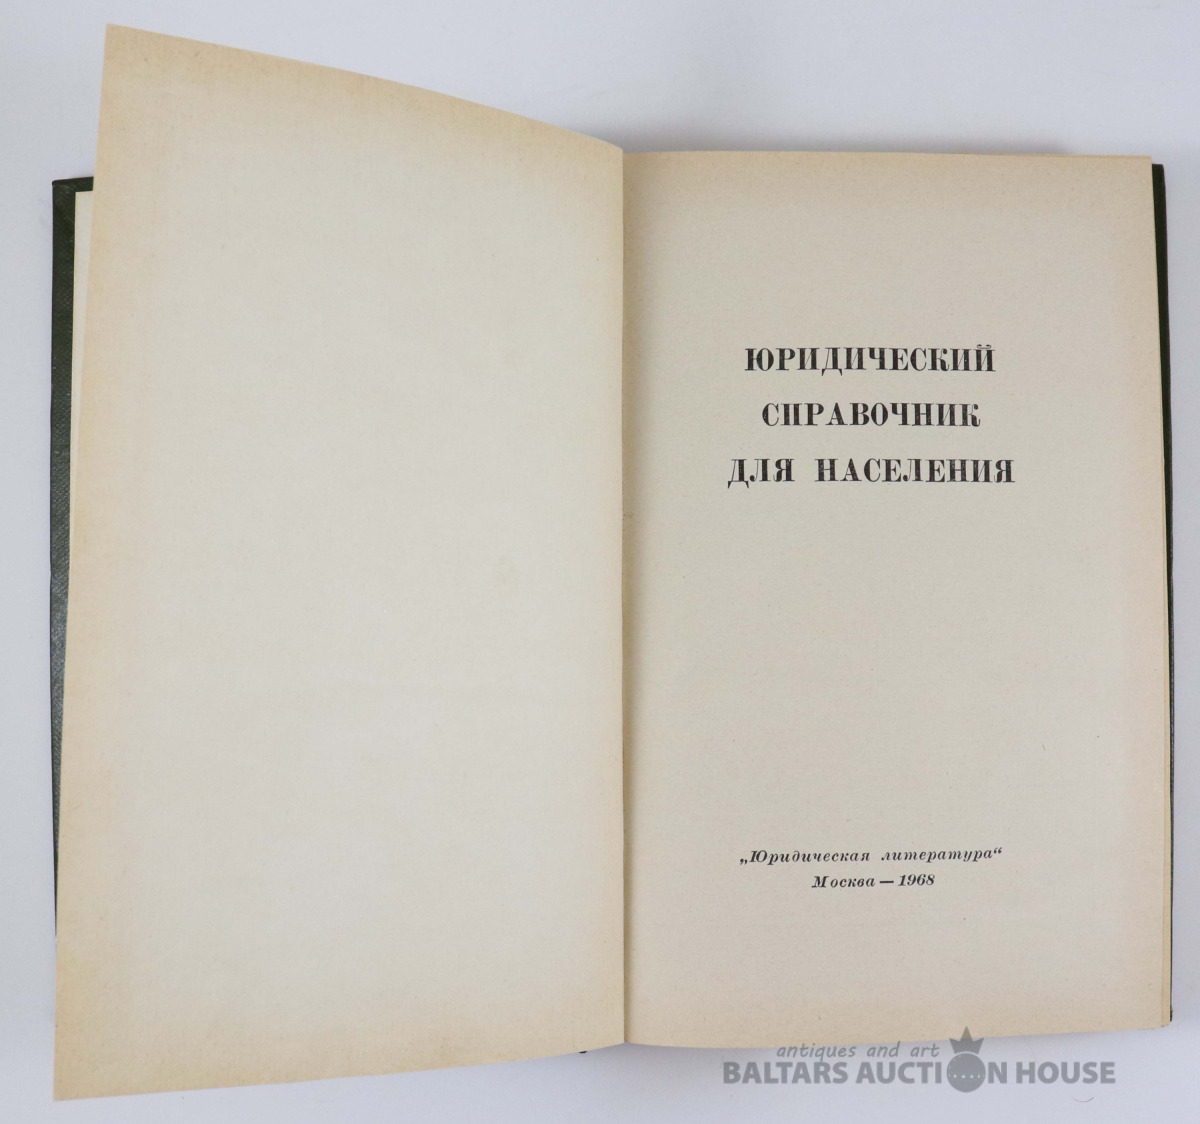 ЮРИДИЧЕСКИЙ
СПРАВОЧНИК
ДЛЯ НАСЕЛЕНИЯ
„Юридическая литература“
Москва — 1968
antiques and art
BALTARS AUCTION HOUSE